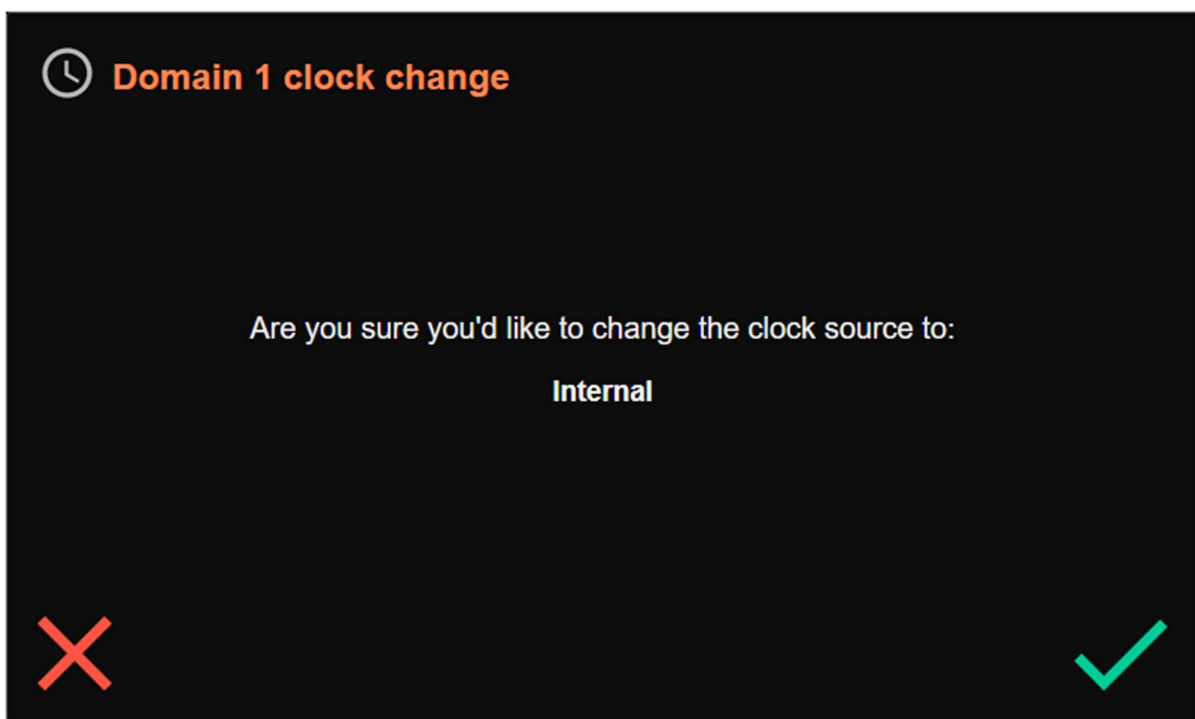 Domain 1 clock change
Are you sure you'd like to change the clock source to:
Internal